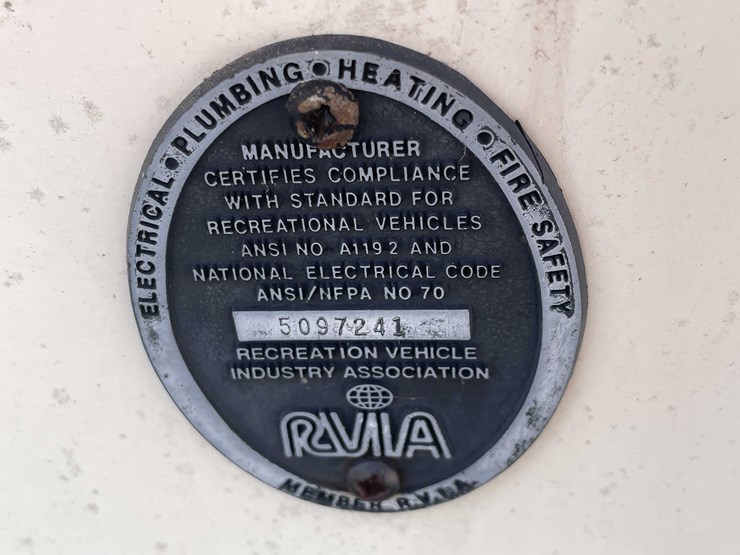 ELECTRICAL • PLUMBING • HEATING • FIRE SAFETY
MANUFACTURER
CERTIFIES COMPLIANCE
WITH STANDARD FOR
RECREATIONAL VEHICLES
ANSI NO A119 2 AND
NATIONAL ELECTRICAL CODE
ANSI/NFPA NO 70
5097241
RECREATION VEHICLE
INDUSTRY ASSOCIATION
RVIA
MEMBER R.V.I.A.